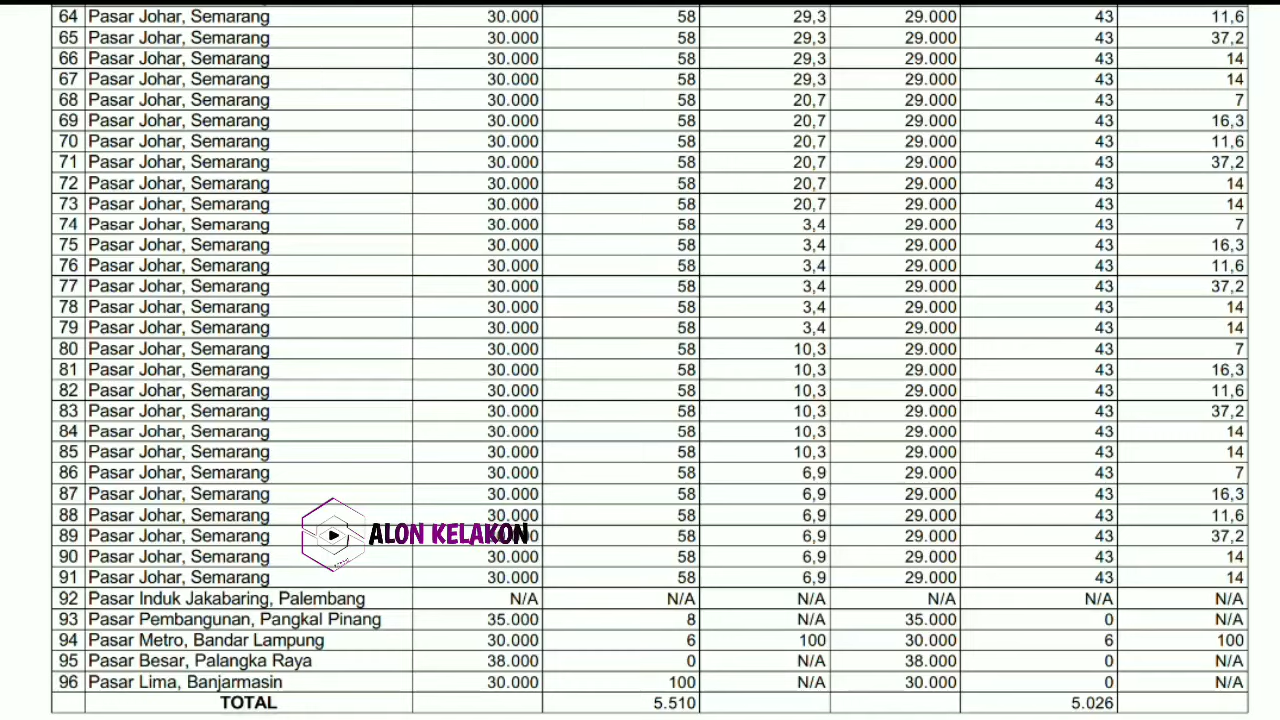 64 Pasar Johar, Semarang 30.000 58 29,3 29.000 43 11,6
65 Pasar Johar, Semarang 30.000 58 29,3 29.000 43 37,2
66 Pasar Johar, Semarang 30.000 58 29,3 29.000 43 14
67 Pasar Johar, Semarang 30.000 58 29,3 29.000 43 14
68 Pasar Johar, Semarang 30.000 58 20,7 29.000 43 7
69 Pasar Johar, Semarang 30.000 58 20,7 29.000 43 16,3
70 Pasar Johar, Semarang 30.000 58 20,7 29.000 43 11,6
71 Pasar Johar, Semarang 30.000 58 20,7 29.000 43 37,2
72 Pasar Johar, Semarang 30.000 58 20,7 29.000 43 14
73 Pasar Johar, Semarang 30.000 58 20,7 29.000 43 14
74 Pasar Johar, Semarang 30.000 58 3,4 29.000 43 7
75 Pasar Johar, Semarang 30.000 58 3,4 29.000 43 16,3
76 Pasar Johar, Semarang 30.000 58 3,4 29.000 43 11,6
77 Pasar Johar, Semarang 30.000 58 3,4 29.000 43 37,2
78 Pasar Johar, Semarang 30.000 58 3,4 29.000 43 14
79 Pasar Johar, Semarang 30.000 58 3,4 29.000 43 14
80 Pasar Johar, Semarang 30.000 58 10,3 29.000 43 7
81 Pasar Johar, Semarang 30.000 58 10,3 29.000 43 16,3
82 Pasar Johar, Semarang 30.000 58 10,3 29.000 43 11,6
83 Pasar Johar, Semarang 30.000 58 10,3 29.000 43 37,2
84 Pasar Johar, Semarang 30.000 58 10,3 29.000 43 14
85 Pasar Johar, Semarang 30.000 58 10,3 29.000 43 14
86 Pasar Johar, Semarang 30.000 58 6,9 29.000 43 7
87 Pasar Johar, Semarang 30.000 58 6,9 29.000 43 16,3
88 Pasar Johar, Semarang 30.000 58 6,9 29.000 43 11,6
89 Pasar Johar, Semarang 58 6,9 29.000 43 37,2
ALON KELAKON
90 Pasar Johar, Semarang 30.000 58 6,9 29.000 43 14
91 Pasar Johar, Semarang 30.000 58 6,9 29.000 43 14
92 Pasar Induk Jakabaring, Palembang N/A N/A N/A N/A N/A N/A
93 Pasar Pembangunan, Pangkal Pinang 35.000 8 N/A 35.000 0 N/A
94 Pasar Metro, Bandar Lampung 30.000 6 100 30.000 6 100
95 Pasar Besar, Palangka Raya 38.000 0 N/A 38.000 0 N/A
96 Pasar Lima, Banjarmasin 30.000 100 N/A 30.000 0 N/A
TOTAL 5.510 5.026